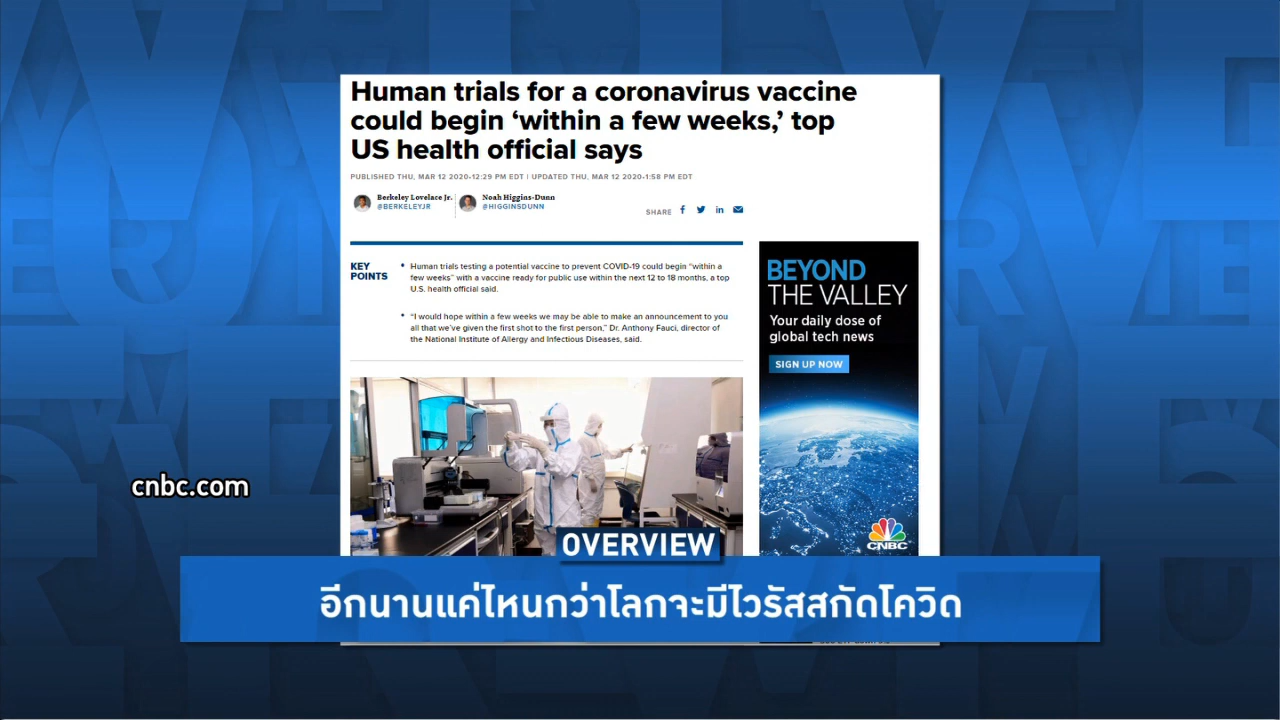 Human trials for a coronavirus vaccine
could begin ‘within a few weeks,’ top
US health official says
PUBLISHED THU, MAR 12 2020-12:29 PM EDT | UPDATED THU, MAR 12 2020-1:58 PM EDT
Berkeley Lovelace Jr.
@BERKELEYJR
Noah Higgins-Dunn
@HIGGINSDUNN
SHARE
KEY
POINTS
Human trials testing a potential vaccine to prevent COVID-19 could begin “within a
few weeks” with a vaccine ready for public use within the next 12 to 18 months, a top
U.S. health official said.
“I would hope within a few weeks we may be able to make an announcement to you
all that we’ve given the first shot to the first person,” Dr. Anthony Fauci, director of
the National Institute of Allergy and Infectious Diseases, said.
BEYOND
THE VALLEY
Your daily dose of
global tech news
SIGN UP NOW
CNBC
cnbc.com
OVERVIEW
อีกนานแค่ไหนกว่าโลกจะมีไวรัสสกัดโควิด